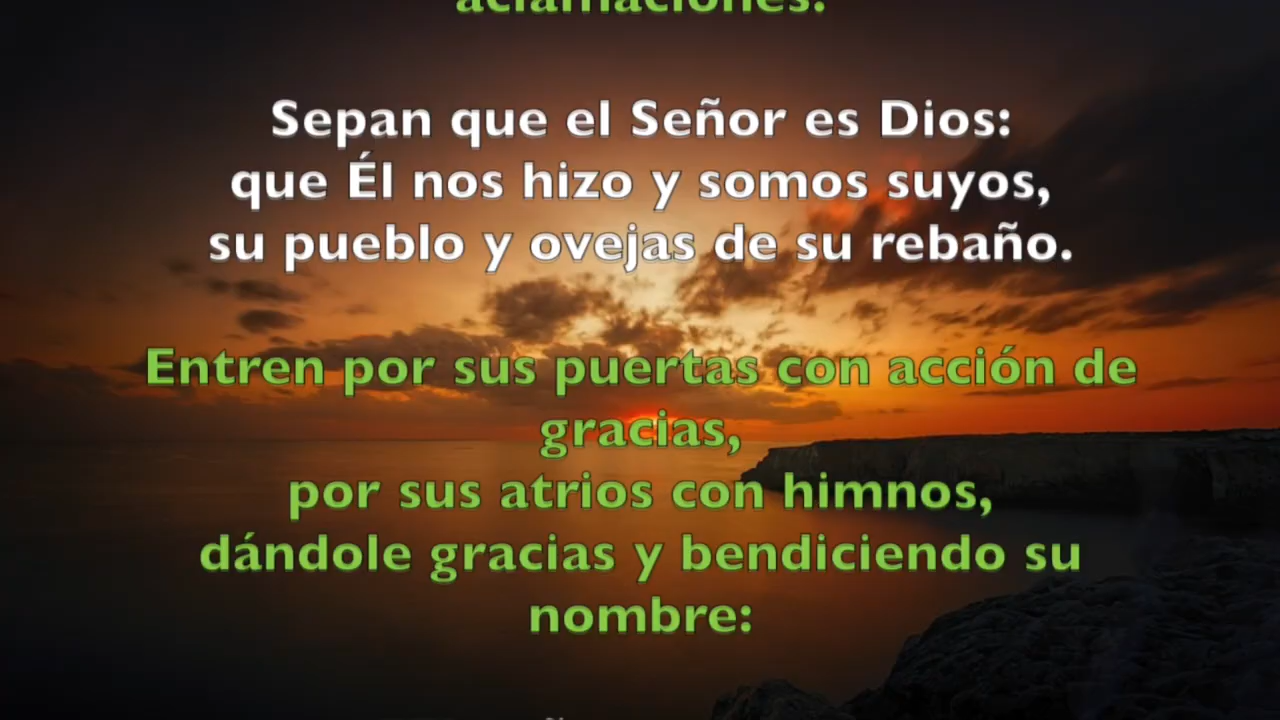 aclamaciones.
Sepan que el Señor es Dios:
que Él nos hizo y somos suyos,
su pueblo y ovejas de su rebaño.
Entren por sus puertas con acción de
gracias,
por sus atrios con himnos,
dándole gracias y bendiciendo su
nombre: